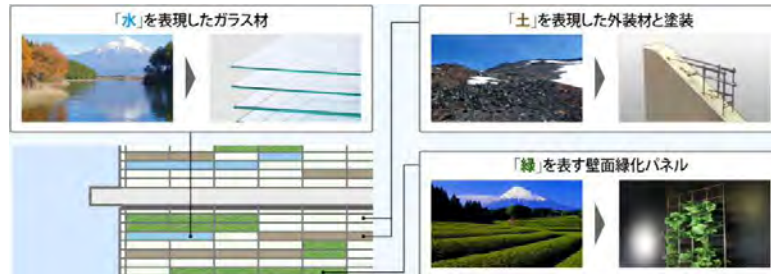 「水」を表現したガラス材
「土」を表現した外装材と塗装
「緑」を表す壁面緑化パネル